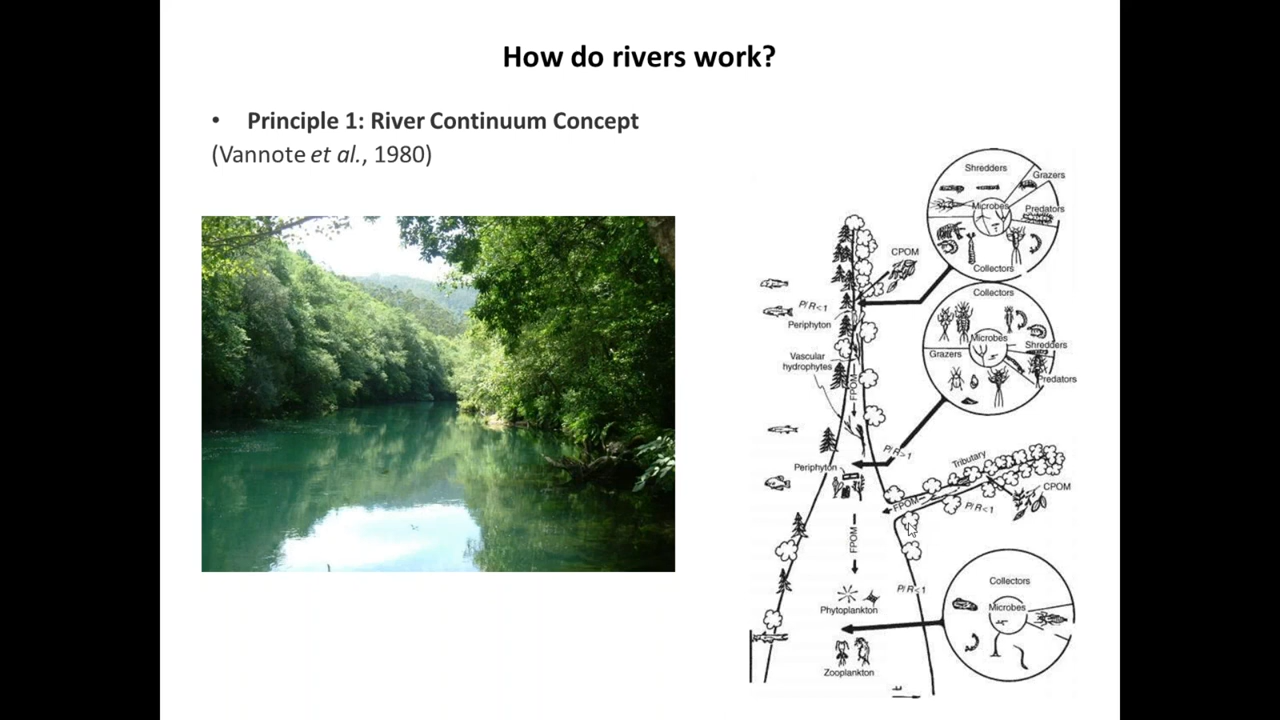 How do rivers work?
• Principle 1: River Continuum Concept
(Vannote et al., 1980)
Shredders
Grazers
Microbes
Predators
Collectors
CPOM
P/R<1
Periphyton
Collectors
Microbes
Shredders
Grazers
Predators
Vascular
hydrophytes
FPOM
P/R>1
Periphyton
Tributary
CPOM
FPOM
P/R<1
FPOM
P/R<1
Phytoplankton
Collectors
Microbes
Zooplankton